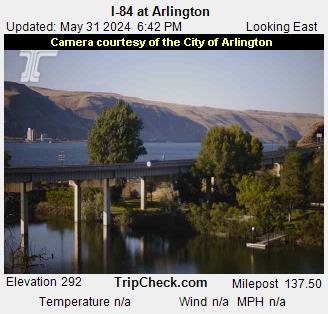 I-84 at Arlington
Updated: May 31 2024 6:42 PM Looking East
Camera courtesy of the City of Arlington
Elevation 292 TripCheck.com Milepost 137.50
Temperature n/a Wind n/a MPH n/a